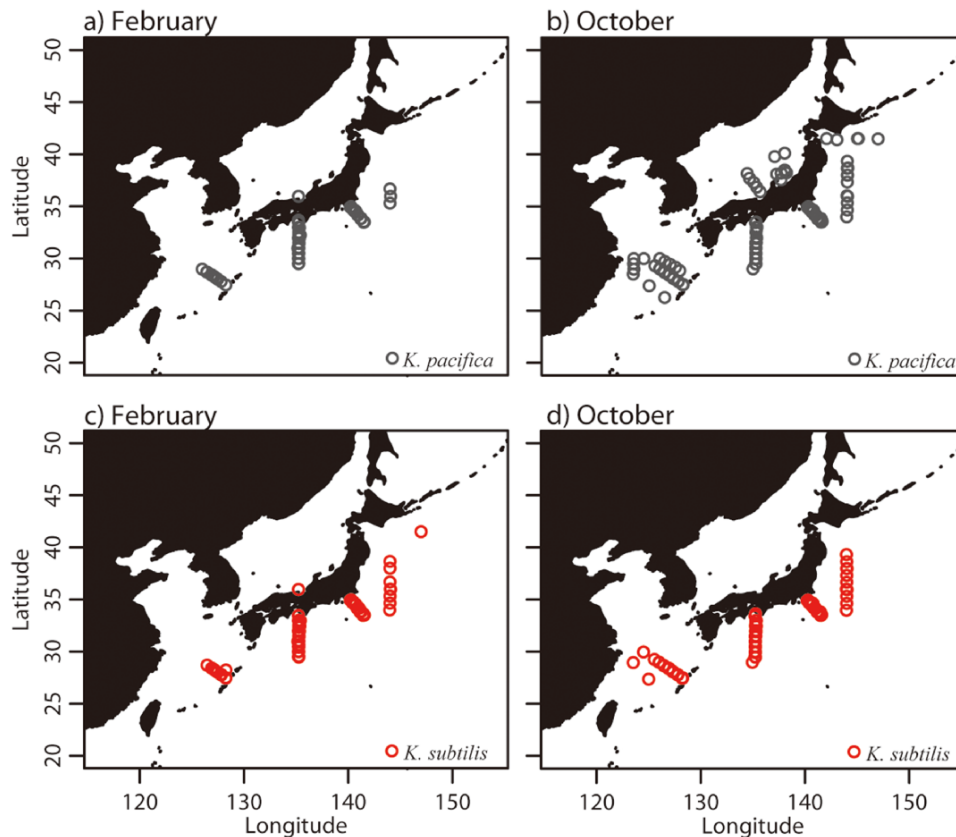 a) February
b) October
50
45
40
35
30
25
20
Latitude
K. pacifica
K. pacifica
c) February
d) October
50
45
40
35
30
25
20
Latitude
K. subtilis
K. subtilis
120
130
140
150
120
130
140
150
Longitude
Longitude